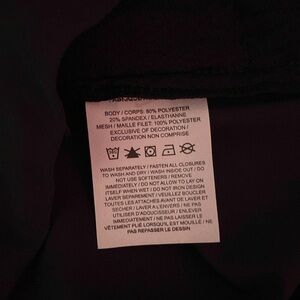 BODY / CORPS: 80% POLYESTER
20% SPANDEX / ELASTHANNE
MESH / MAILLE FILET: 100% POLYESTER
EXCLUSIVE OF DECORATION /
DECORATION NON COMPRISE
WASH SEPARATELY / FASTEN ALL CLOSURES
TO WASH AND DRY / WASH INSIDE OUT / DO
NOT USE SOFTENERS / REMOVE
IMMEDIATELY / DO NOT ALLOW TO LAY ON
ITSELF WHEN WET / DO NOT IRON DESIGN
LAVER SEPAREMENT / VEUILLEZ BOUCLER
TOUTES LES ATTACHES AVANT DE LAVER ET
SECHER / LAVER A L'ENVERS / NE PAS
UTILISER D'ADOUCISSEUR / ENLEVER
IMMEDIATEMENT / NE PAS LAISSER LE
VÊTEMENT PLIÉ LORSQU'IL EST MOUILLÉ / NE
PAS REPASSER LE DESSIN